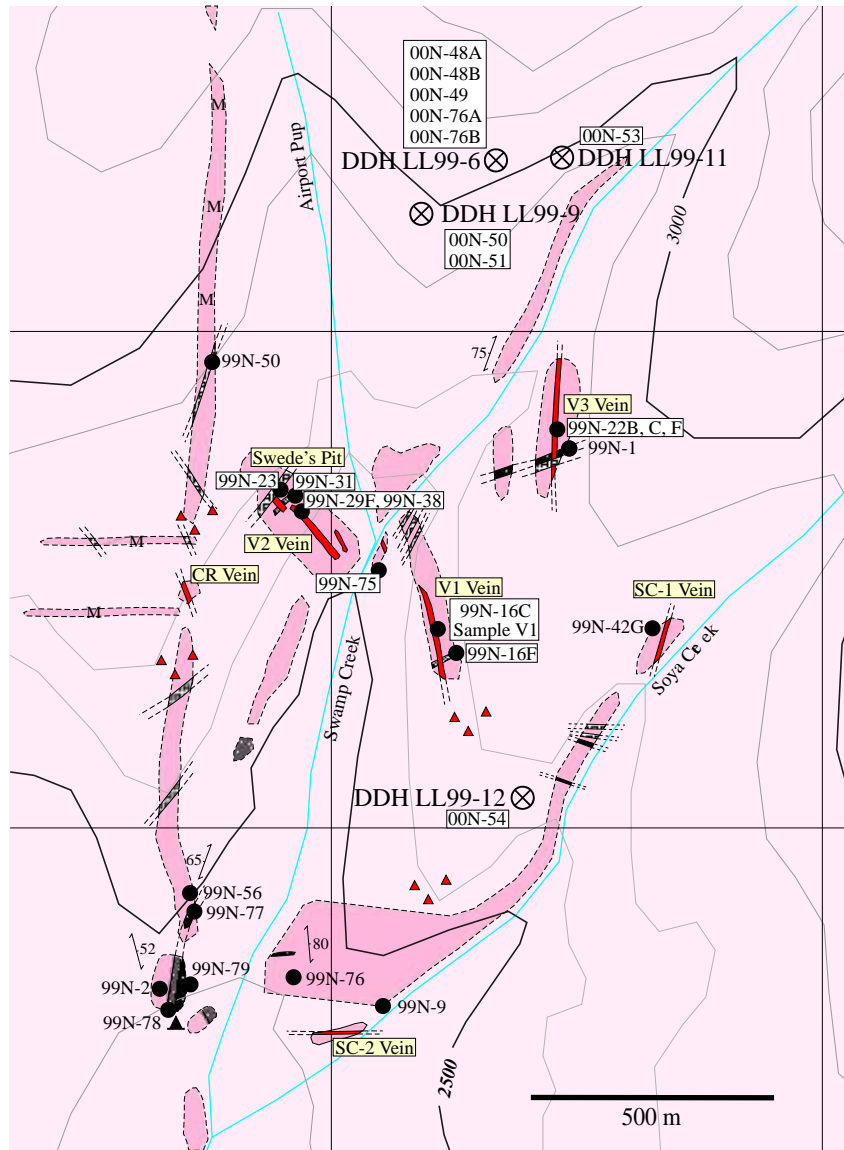 00N-48A
00N-48B
00N-49
00N-76A
00N-76B
M
00N-53
Airport Pup
DDH LL99-6
DDH LL99-11
M
DDH LL99-9
3000
00N-50
00N-51
M
75
99N-50
V3 Vein
99N-22B, C, F
99N-1
Swede's Pit
99N-23
99N-31
99N-29F, 99N-38
V2 Vein
M
CR Vein
99N-75
V1 Vein
SC-1 Vein
M
99N-16C
Sample V1
99N-42G
99N-16F
Soya Creek
Swamp Creek
DDH LL99-12
00N-54
65
99N-56
99N-77
52
80
99N-79
99N-2
99N-76
99N-9
99N-78
SC-2 Vein
2500
500 m